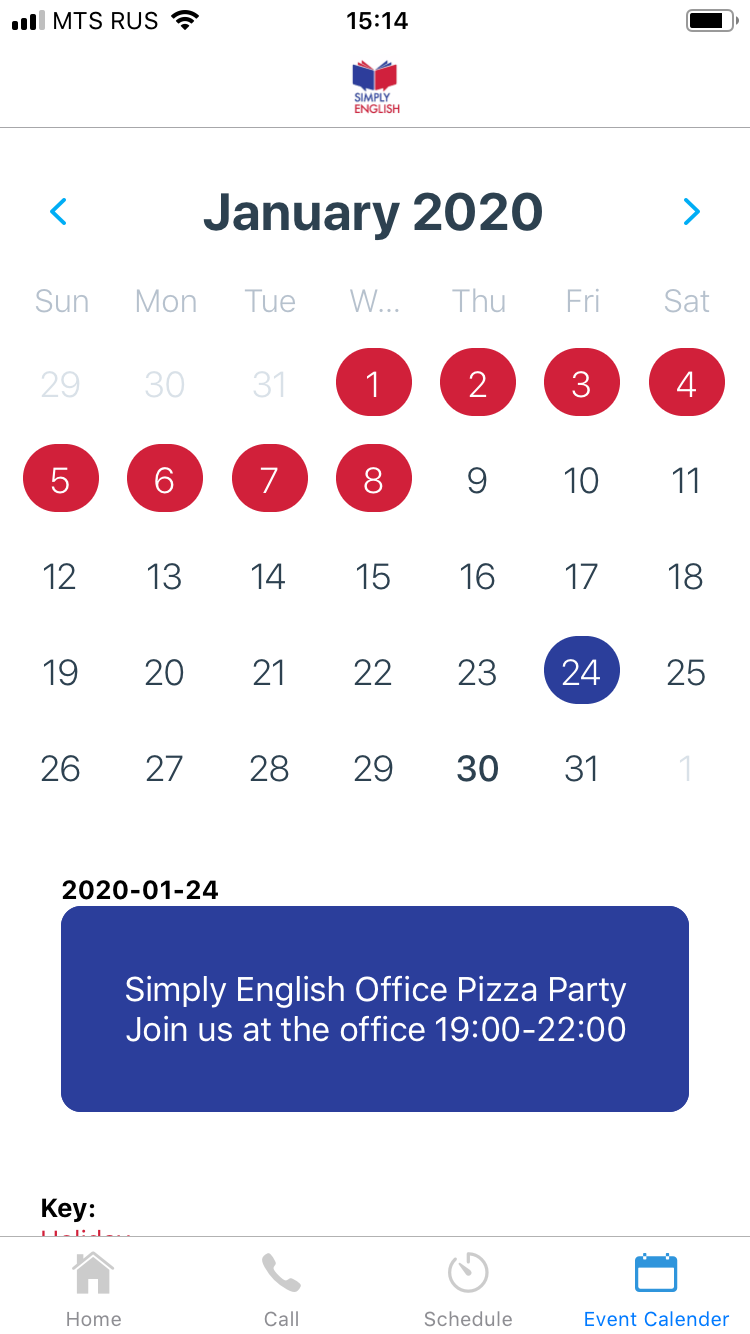 MTS RUS 15:14
SIMPLY
ENGLISH
January 2020
Sun Mon Tue W... Thu Fri Sat
29 30 31 1 2 3 4
5 6 7 8 9 10 11
12 13 14 15 16 17 18
19 20 21 22 23 24 25
26 27 28 29 30 31 1
2020-01-24
Simply English Office Pizza Party
Join us at the office 19:00-22:00
Key:
Holiday
Home Call Schedule Event Calender